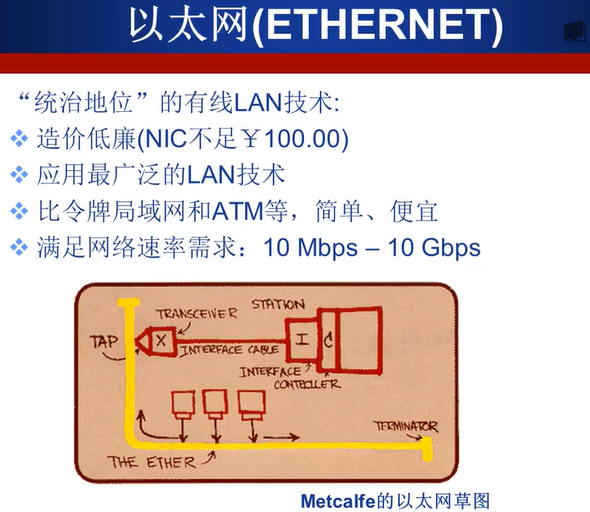 以太网(ETHERNET)
“统治地位”的有线LAN技术:
造价低廉(NIC不足￥100.00)
应用最广泛的LAN技术
比令牌局域网和ATM等，简单、便宜
满足网络速率需求：10 Mbps – 10 Gbps
STATION
TRANSCEIVER
TAP
X
I
C
INTERFACE CABLE
INTERFACE
CONTROLLER
TERMINATOR
THE ETHER
Metcalfe的以太网草图